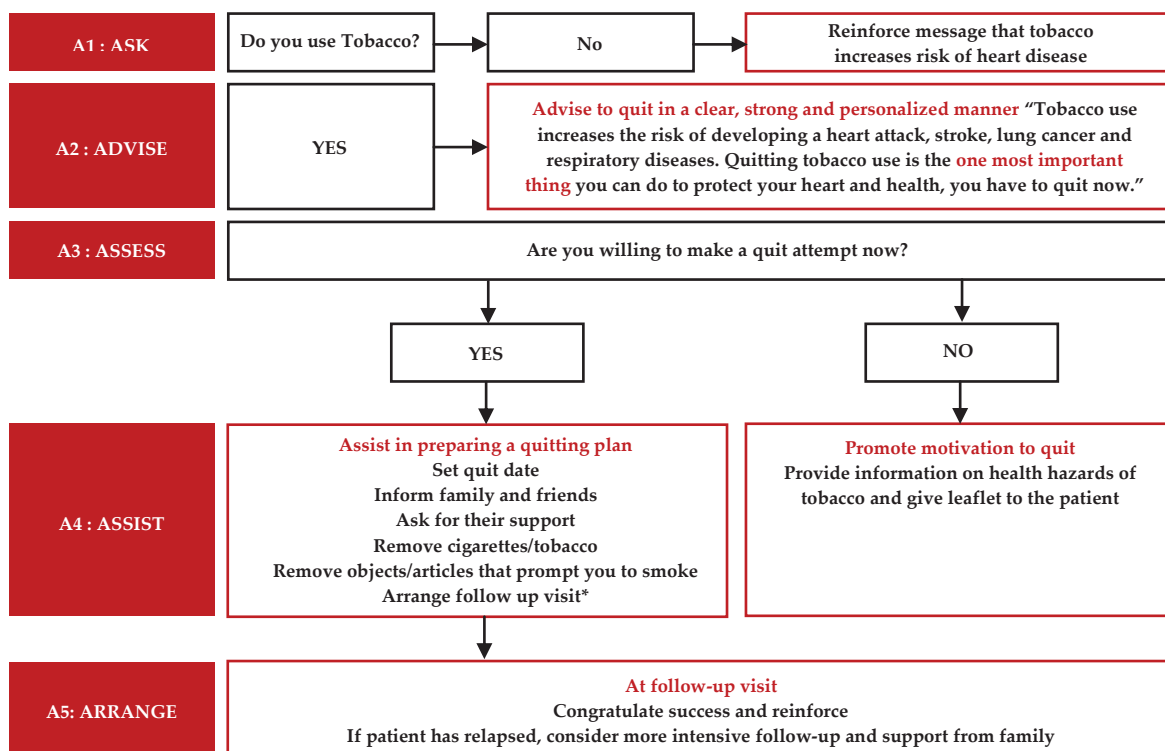 A1 : ASK
Do you use Tobacco?
No
Reinforce message that tobacco
increases risk of heart disease
A2 : ADVISE
YES
Advise to quit in a clear, strong and personalized manner “Tobacco use
increases the risk of developing a heart attack, stroke, lung cancer and
respiratory diseases. Quitting tobacco use is the one most important
thing you can do to protect your heart and health, you have to quit now.”
A3 : ASSESS
Are you willing to make a quit attempt now?
YES
NO
A4 : ASSIST
Assist in preparing a quitting plan
Set quit date
Inform family and friends
Ask for their support
Remove cigarettes/tobacco
Remove objects/articles that prompt you to smoke
Arrange follow up visit*
Promote motivation to quit
Provide information on health hazards of
tobacco and give leaflet to the patient
A5: ARRANGE
At follow-up visit
Congratulate success and reinforce
If patient has relapsed, consider more intensive follow-up and support from family